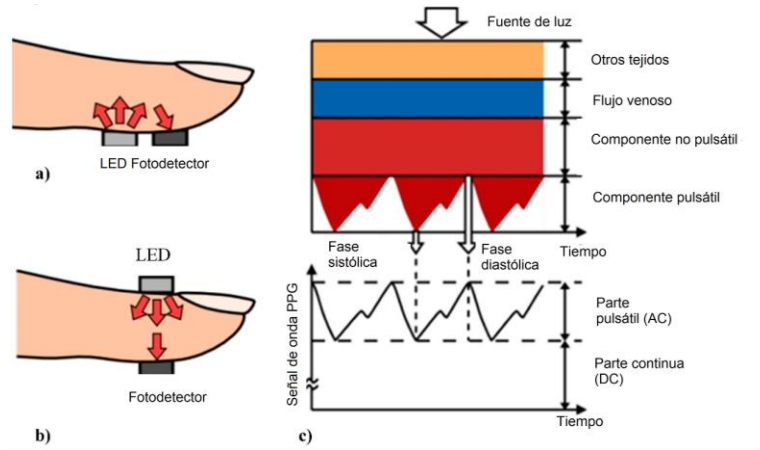 LED Fotodetector
a)
LED
Fotodetector
b)
Fuente de luz
Otros tejidos
Flujo venoso
Componente no pulsátil
Componente pulsátil
Fase
sistólica
Fase
diastólica
Tiempo
Señal de onda PPG
Parte
pulsátil (AC)
Parte continua
(DC)
Tiempo
c)